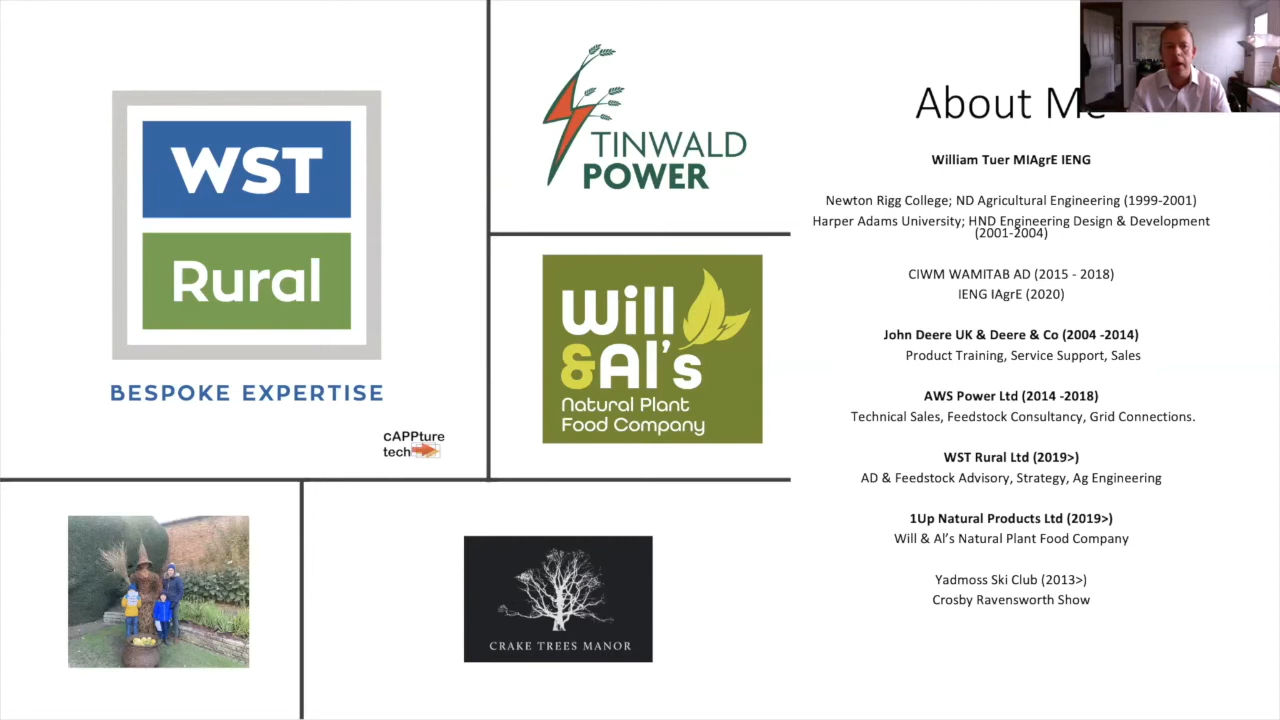 WST
Rural
BESPOKE EXPERTISE
cAPPture
tech
TINWALD
POWER
Will
&Al's
Natural Plant
Food Company
CRAKE TREES MANOR
About Me
William Tuer MIAgrE IENG
Newton Rigg College; ND Agricultural Engineering (1999-2001)
Harper Adams University; HND Engineering Design & Development
(2001-2004)
CIWM WAMITAB AD (2015 - 2018)
IENG IAgrE (2020)
John Deere UK & Deere & Co (2004 -2014)
Product Training, Service Support, Sales
AWS Power Ltd (2014 -2018)
Technical Sales, Feedstock Consultancy, Grid Connections.
WST Rural Ltd (2019>)
AD & Feedstock Advisory, Strategy, Ag Engineering
1Up Natural Products Ltd (2019>)
Will & Al’s Natural Plant Food Company
Yadmoss Ski Club (2013>)
Crosby Ravensworth Show